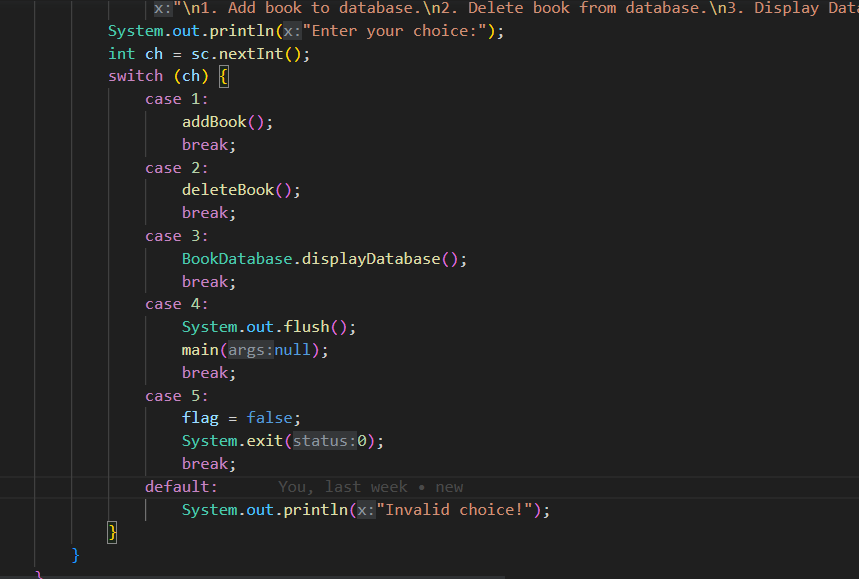 x:"\n1. Add book to database.\n2. Delete book from database.\n3. Display Data
System.out.println(x:"Enter your choice:");
int ch = sc.nextInt();
switch (ch) {
case 1:
addBook();
break;
case 2:
deleteBook();
break;
case 3:
BookDatabase.displayDatabase();
break;
case 4:
System.out.flush();
main(args:null);
break;
case 5:
flag = false;
System.exit(status:0);
break;
default: You, last week • new
System.out.println(x:"Invalid choice!");
}
}
}